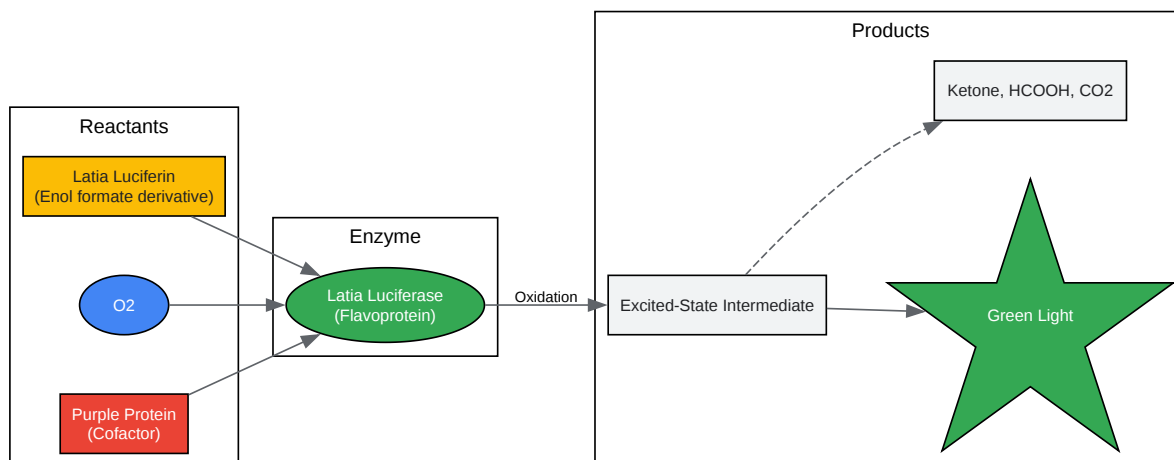 Reactants
Latia Luciferin
(Enol formate derivative)
O2
Purple Protein
(Cofactor)
Enzyme
Latia Luciferase
(Flavoprotein)
Oxidation
Products
Ketone, HCOOH, CO2
Excited-State Intermediate
Green Light